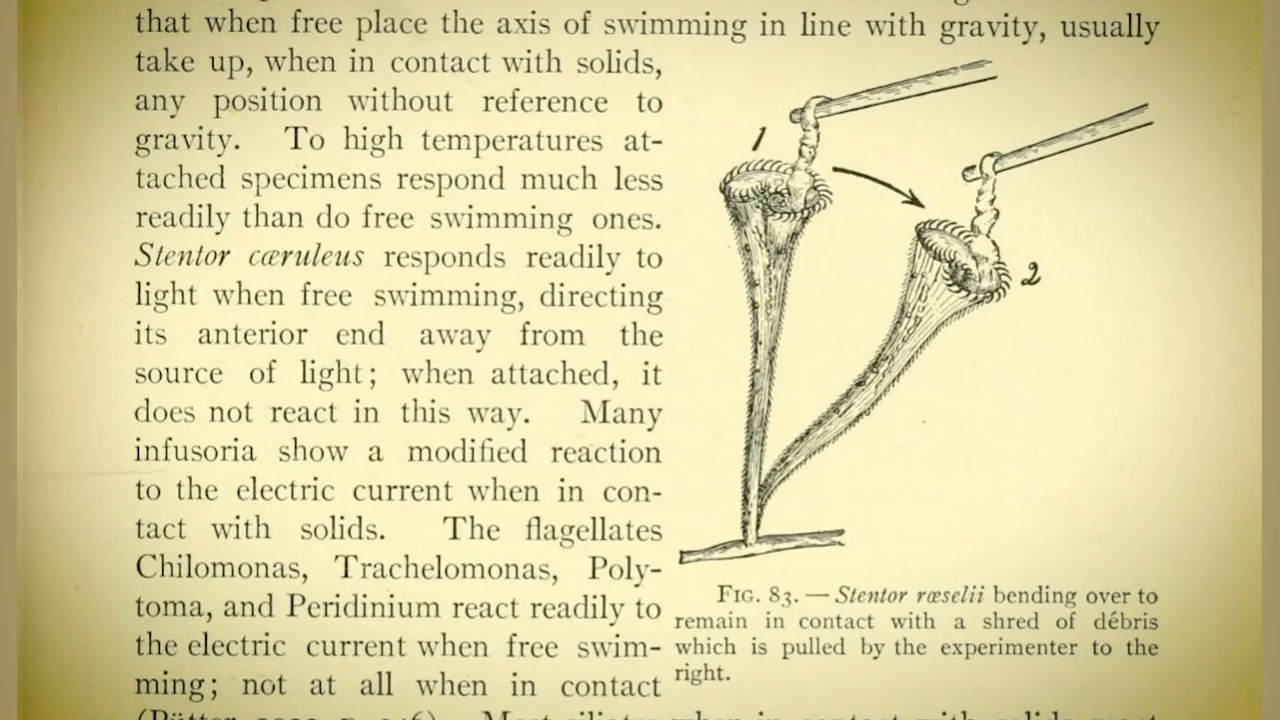 that when free place the axis of swimming in line with gravity, usually
take up, when in contact with solids,
any position without reference to
gravity. To high temperatures at-
tached specimens respond much less
readily than do free swimming ones.
Stentor cæruleus responds readily to
light when free swimming, directing
its anterior end away from the
source of light; when attached, it
does not react in this way. Many
infusoria show a modified reaction
to the electric current when in con-
tact with solids. The flagellates
Chilomonas, Trachelomonas, Poly-
toma, and Peridinium react readily to
the electric current when free swim-
ming; not at all when in contact
1
2
FIG. 83. — Stentor rœselii bending over to
remain in contact with a shred of débris
which is pulled by the experimenter to the
right.